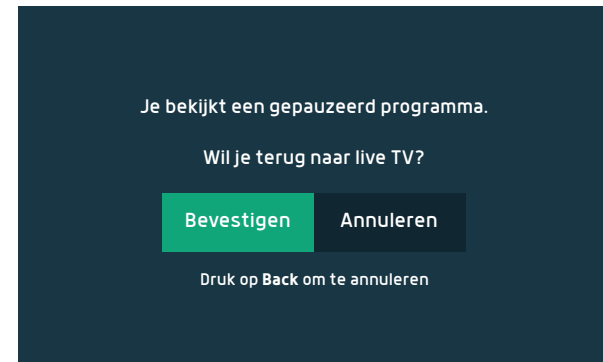 Je bekijkt een gepauzeerd programma.
Wil je terug naar live TV?
Bevestigen Annuleren
Druk op Back om te annuleren